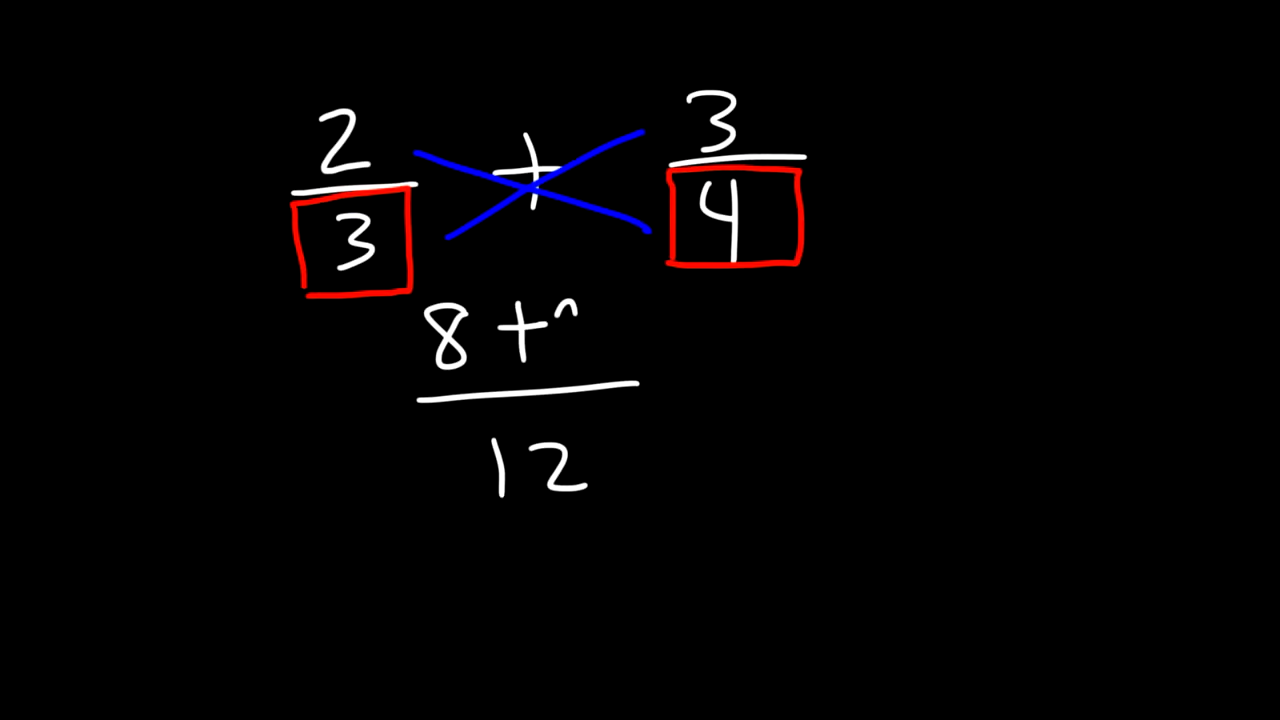 2/3 + 3/4
8 +
12